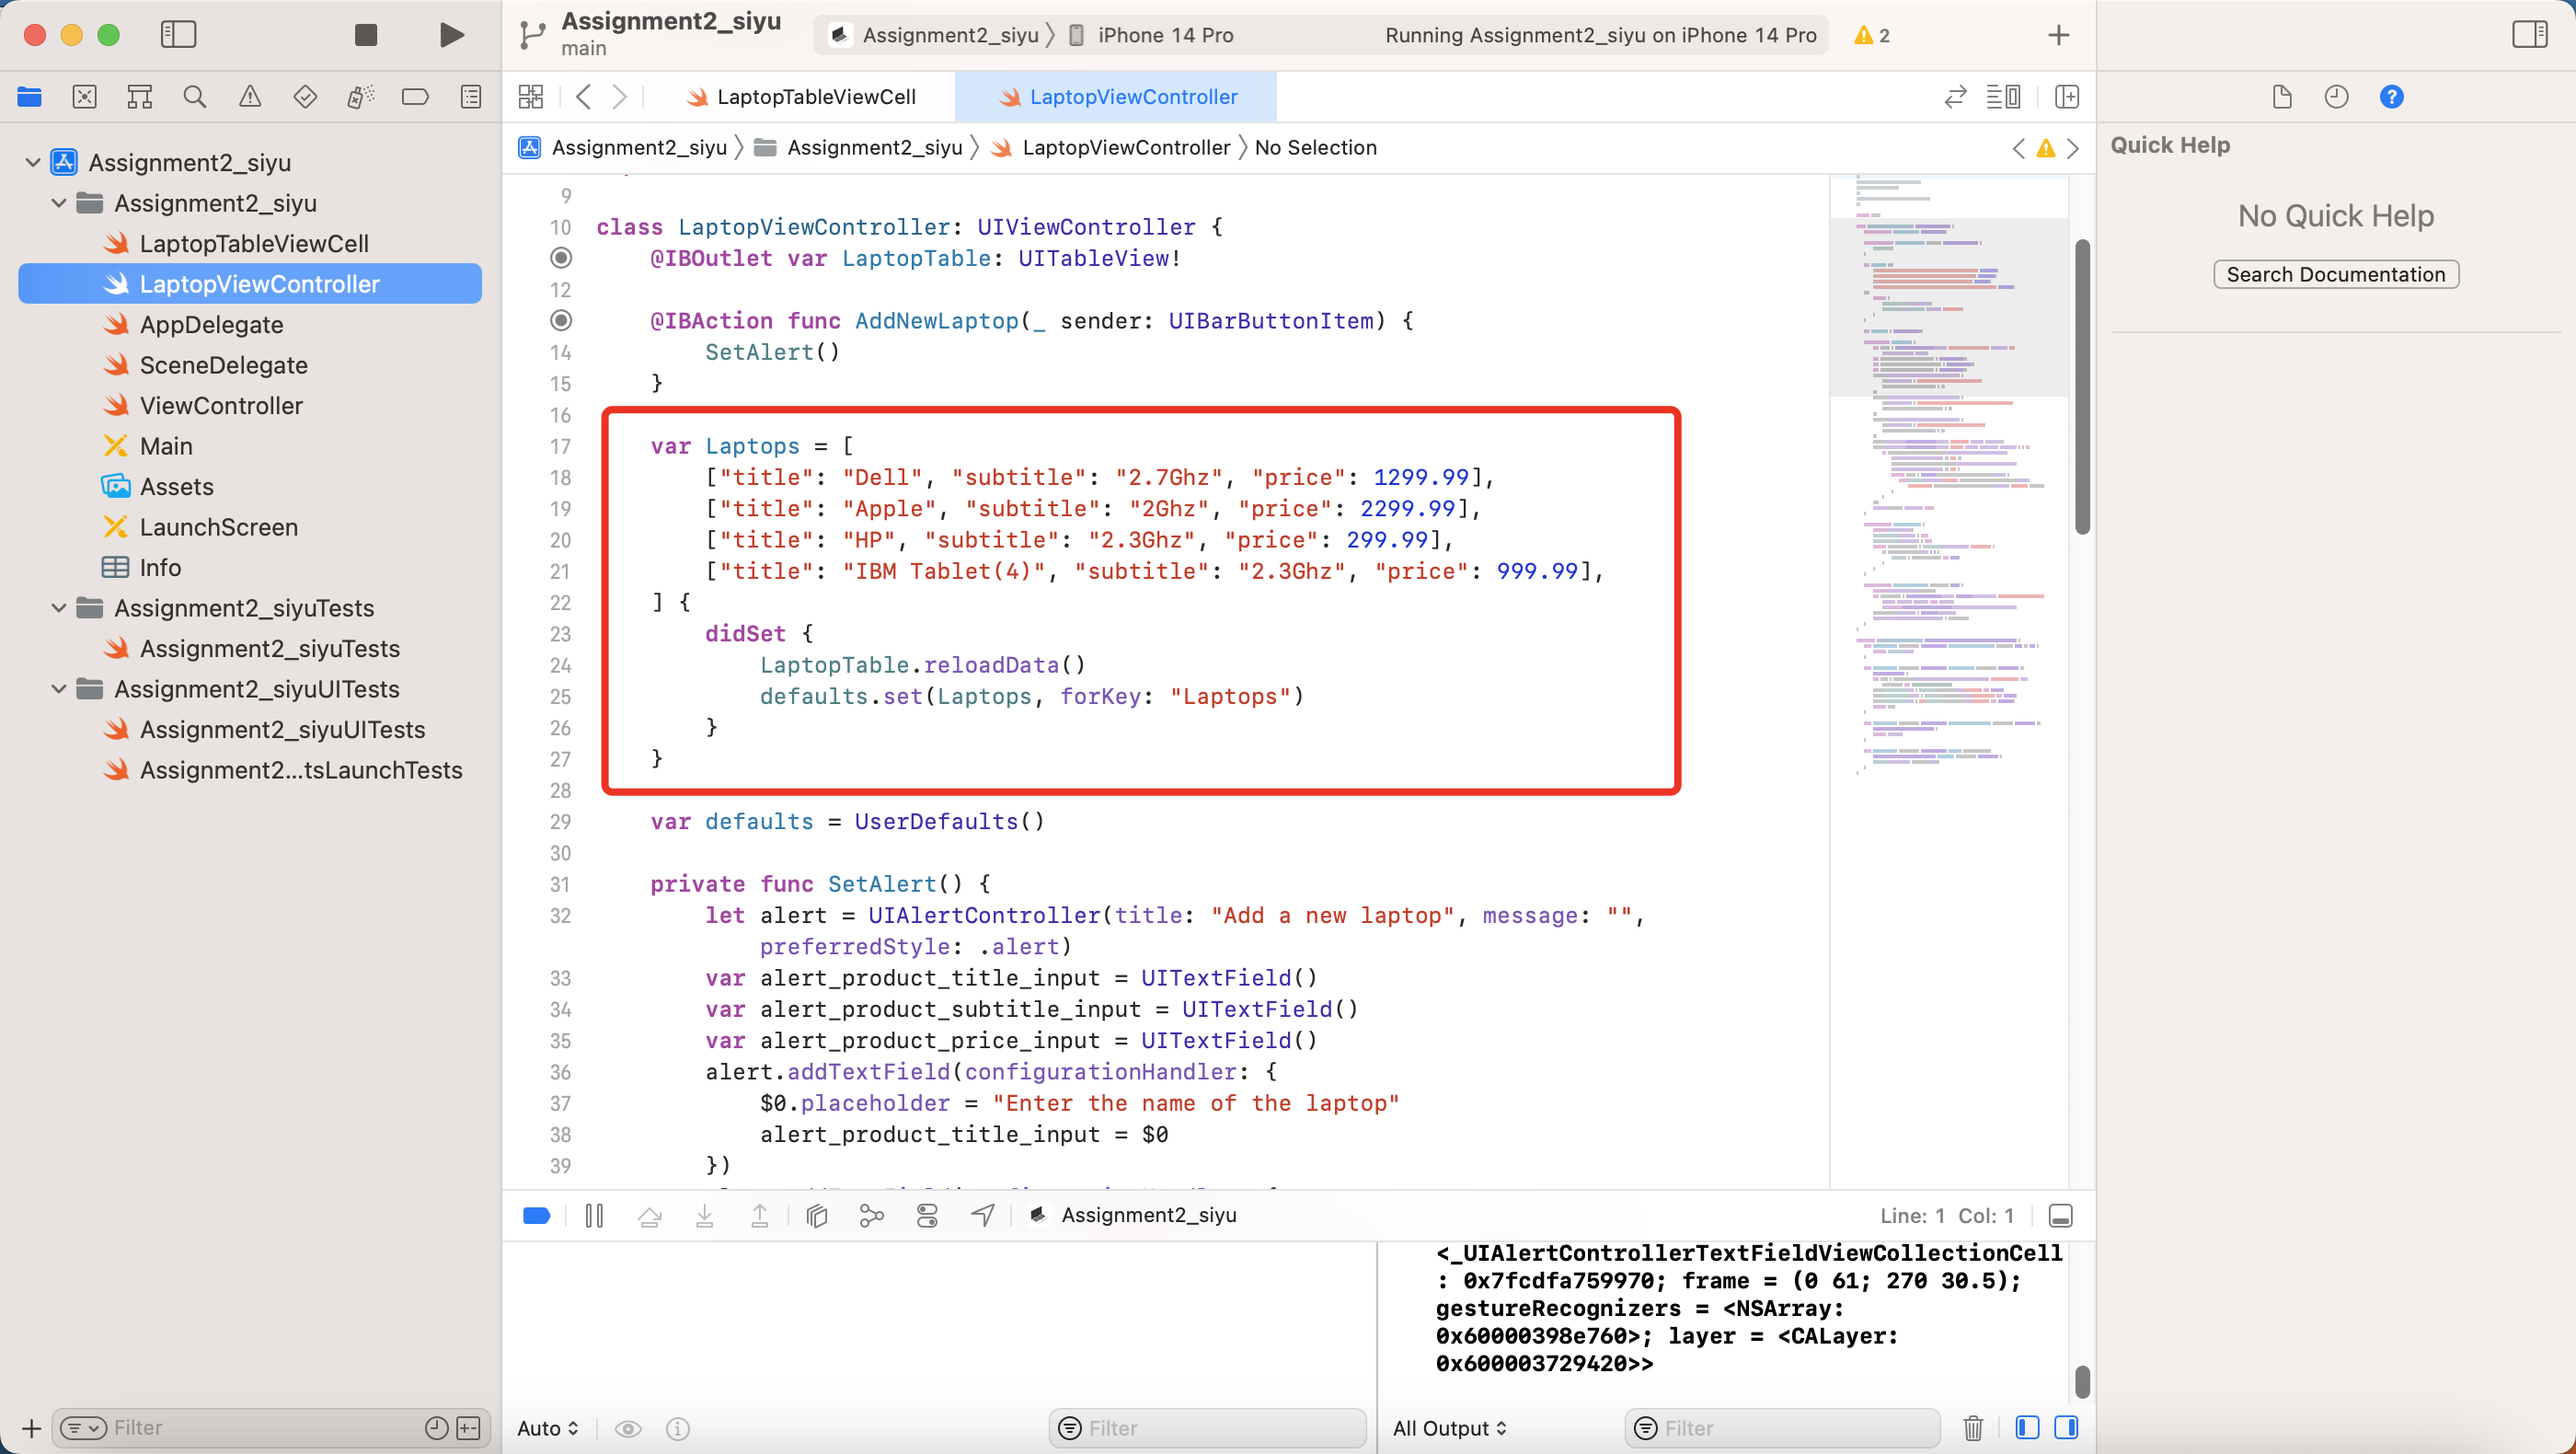 Assignment2_siyu
main
Assignment2_siyu
iPhone 14 Pro
Running Assignment2_siyu on iPhone 14 Pro
2
LaptopTableViewCell
LaptopViewController
Assignment2_siyu
Assignment2_siyu
LaptopViewController
No Selection
Assignment2_siyu
Assignment2_siyu
LaptopTableViewCell
LaptopViewController
AppDelegate
SceneDelegate
ViewController
Main
Assets
LaunchScreen
Info
Assignment2_siyuTests
Assignment2_siyuTests
Assignment2_siyuUITests
Assignment2_siyuUITests
Assignment2...tsLaunchTests
Filter
9
10 class LaptopViewController: UIViewController {
@IBOutlet var LaptopTable: UITableView!
12
@IBAction func AddNewLaptop(_ sender: UIBarButtonItem) {
14 SetAlert()
15 }
16
17 var Laptops = [
18 ["title": "Dell", "subtitle": "2.7Ghz", "price": 1299.99],
19 ["title": "Apple", "subtitle": "2Ghz", "price": 2299.99],
20 ["title": "HP", "subtitle": "2.3Ghz", "price": 299.99],
21 ["title": "IBM Tablet(4)", "subtitle": "2.3Ghz", "price": 999.99],
22 ] {
23 didSet {
24 LaptopTable.reloadData()
25 defaults.set(Laptops, forKey: "Laptops")
26 }
27 }
28
29 var defaults = UserDefaults()
30
31 private func SetAlert() {
32 let alert = UIAlertController(title: "Add a new laptop", message: "",
preferredStyle: .alert)
33 var alert_product_title_input = UITextField()
34 var alert_product_subtitle_input = UITextField()
35 var alert_product_price_input = UITextField()
36 alert.addTextField(configurationHandler: {
37 $0.placeholder = "Enter the name of the laptop"
38 alert_product_title_input = $0
39 })
Assignment2_siyu
Line: 1 Col: 1
<_UIAlertControllerTextFieldViewCollectionCell
: 0x7fcdfa759970; frame = (0 61; 270 30.5);
gestureRecognizers = <NSArray:
0x60000398e760>; layer = <CALayer:
0x600003729420>>
Auto
Filter
All Output
Filter
Quick Help
No Quick Help
Search Documentation